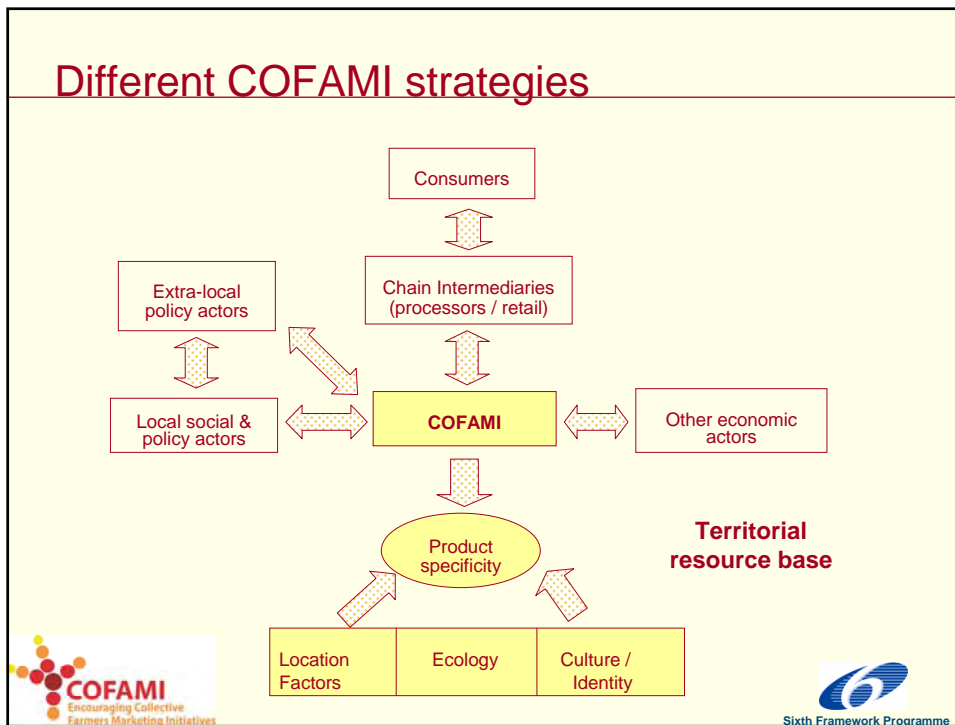 Different COFAMI strategies
Consumers
Chain Intermediaries
(processors / retail)
Extra-local
policy actors
Local social &
policy actors
COFAMI
Other economic
actors
Product
specificity
Territorial
resource base
Location
Factors
Ecology
Culture /
Identity
COFAMI
Encouraging Collective
Farmers Marketing Initiatives
6
Sixth Framework Programme